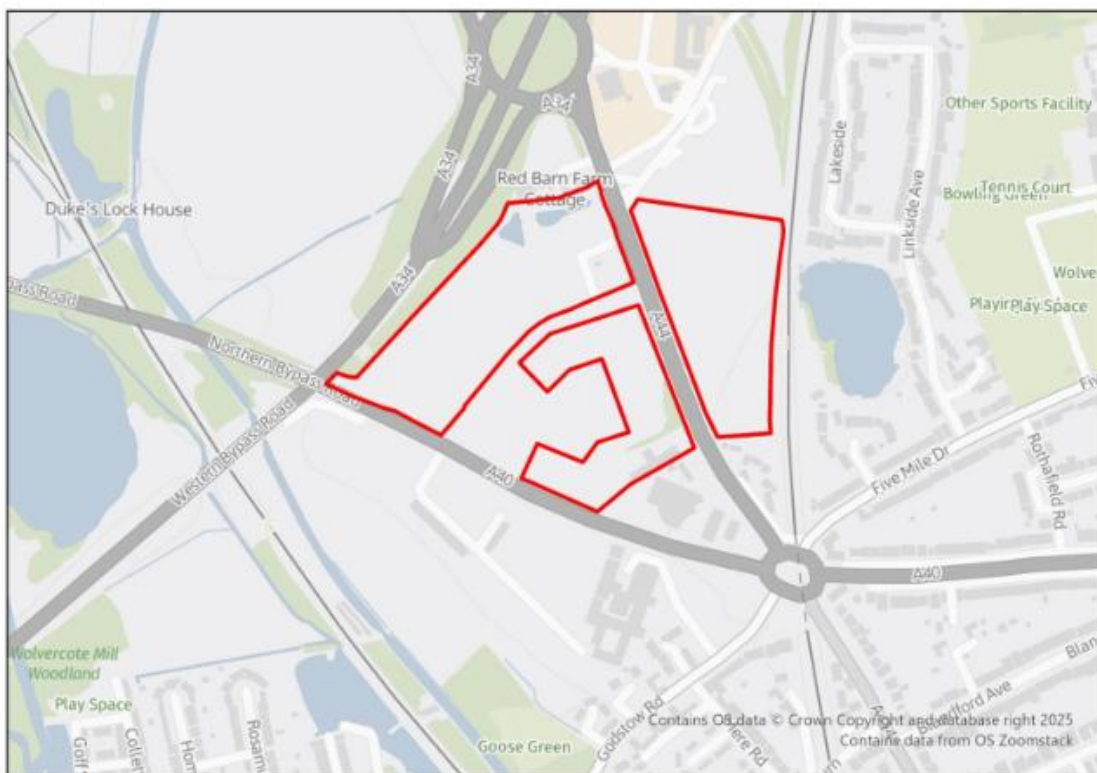 A34
A34
A34
Other Sports Facility
Lakeside
Linkside Ave
Tennis Court
Bowling Green
Red Barn Farm
Cottage
Duke's Lock House
A34
Play Space
A44
Northern Bypass Road
Five Mile Dr
Rothafield Rd
Western Bypass Road
A40
A40
Wolvercote Mill
Woodland
Play Space
Goose Green
Godstow Rd
Contains OS data © Crown Copyright and database right 2025
Contains data from OS Zoomstack